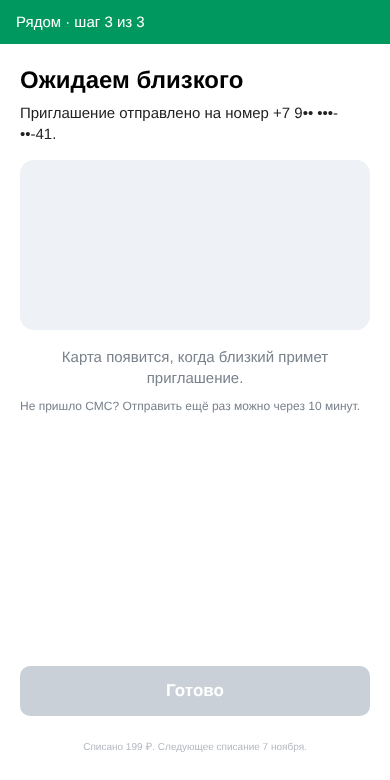 Рядом · шаг 3 из 3
Ожидаем близкого
Приглашение отправлено на номер +7 9•• •••-
••-41.
Карта появится, когда близкий примет
приглашение.
Не пришло СМС? Отправить ещё раз можно через 10 минут.
Готово
Списано 199 ₽. Следующее списание 7 ноября.